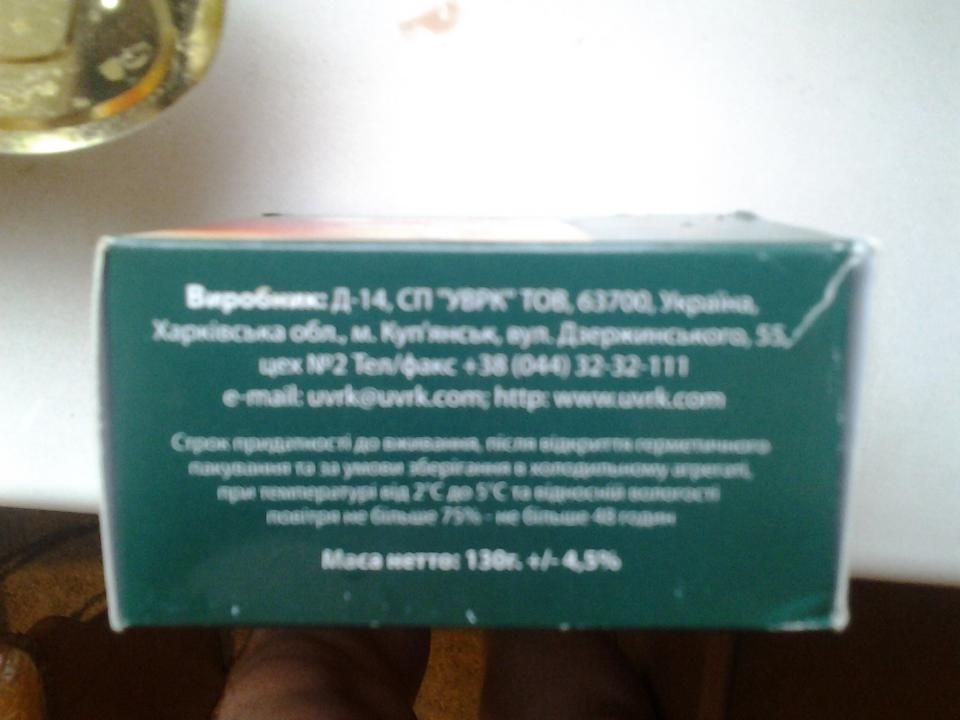 Виробник: Д-14, СП "УВРК" ТОВ, 63700, Україна,
Харківська обл., м. Куп'янськ, вул. Дзержинського, 55,
цех №2 Тел/факс +38 (044) 32-32-111
e-mail: uvrk@uvrk.com; http: www.uvrk.com
Строк придатності до вживання, після відкриття герметичного
пакування та за умови зберігання в холодильному агрегаті,
при температурі від 2°С до 5°С та відносній вологості
повітря не більше 75% - не більше 48 годин
Маса нетто: 130г. +/- 4,5%